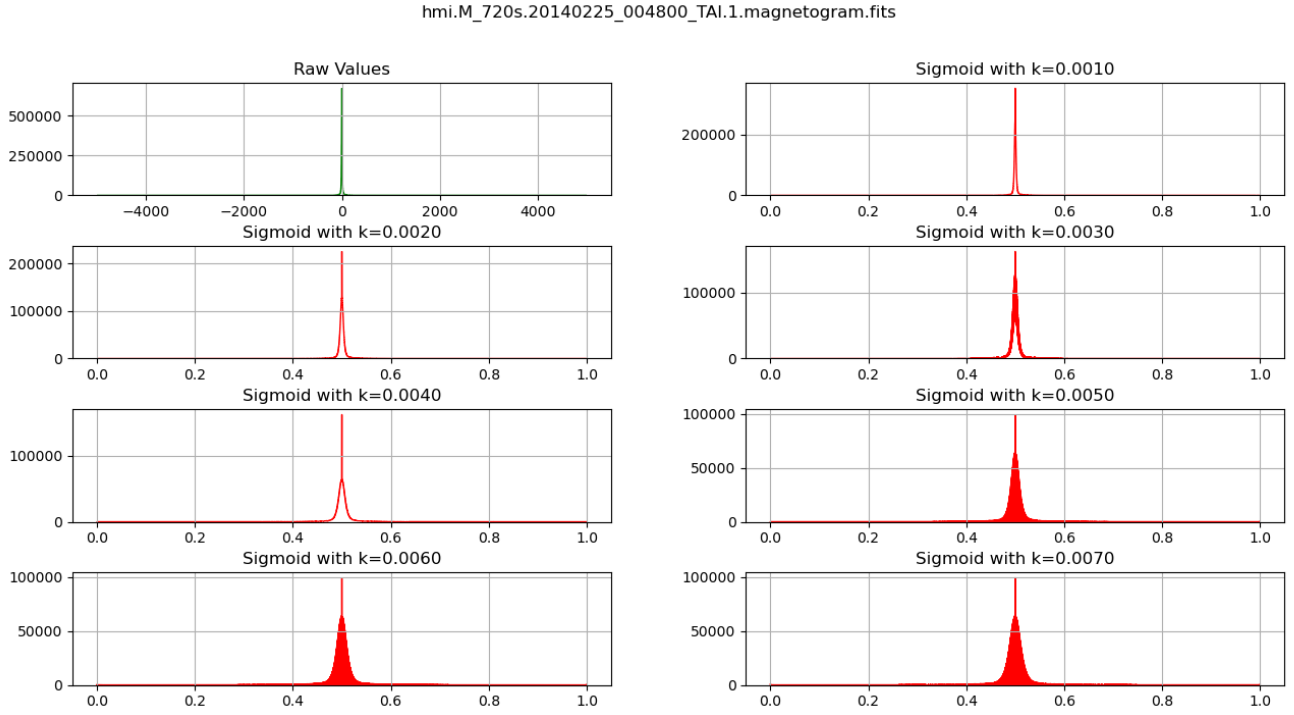 hmi.M_720s.20140225_004800_TAI.1.magnetogram.fits
Raw Values
500000
250000
0
−4000 −2000 0 2000 4000
Sigmoid with k=0.0010
200000
0
0.0 0.2 0.4 0.6 0.8 1.0
Sigmoid with k=0.0020
200000
100000
0
0.0 0.2 0.4 0.6 0.8 1.0
Sigmoid with k=0.0030
100000
0
0.0 0.2 0.4 0.6 0.8 1.0
Sigmoid with k=0.0040
100000
0
0.0 0.2 0.4 0.6 0.8 1.0
Sigmoid with k=0.0050
100000
50000
0
0.0 0.2 0.4 0.6 0.8 1.0
Sigmoid with k=0.0060
100000
50000
0
0.0 0.2 0.4 0.6 0.8 1.0
Sigmoid with k=0.0070
100000
50000
0
0.0 0.2 0.4 0.6 0.8 1.0